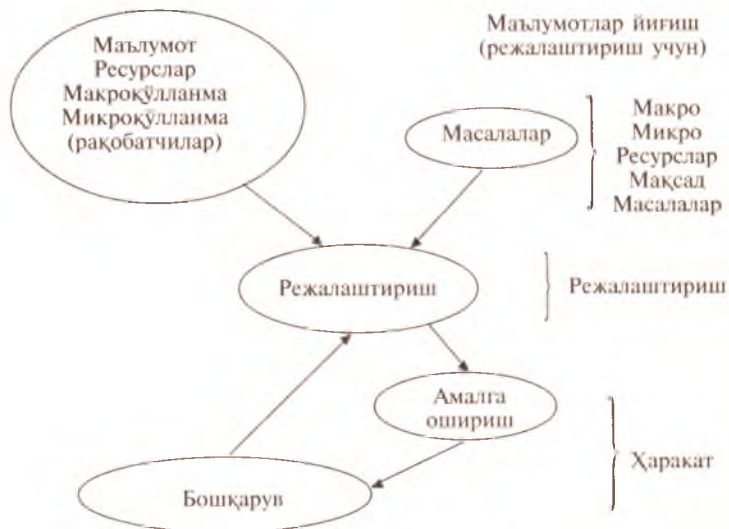 Маълумот
Ресурслар
Макроқўлланма
Микроқўлланма
(рақобатчилар)
Маълумотлар йиғиш
(режалаштириш учун)
Масалалар
Макро
Микро
Ресурслар
Мақсад
Масалалар
Режалаштириш
Режалаштириш
Амалга
ошириш
Ҳаракат
Бошқарув